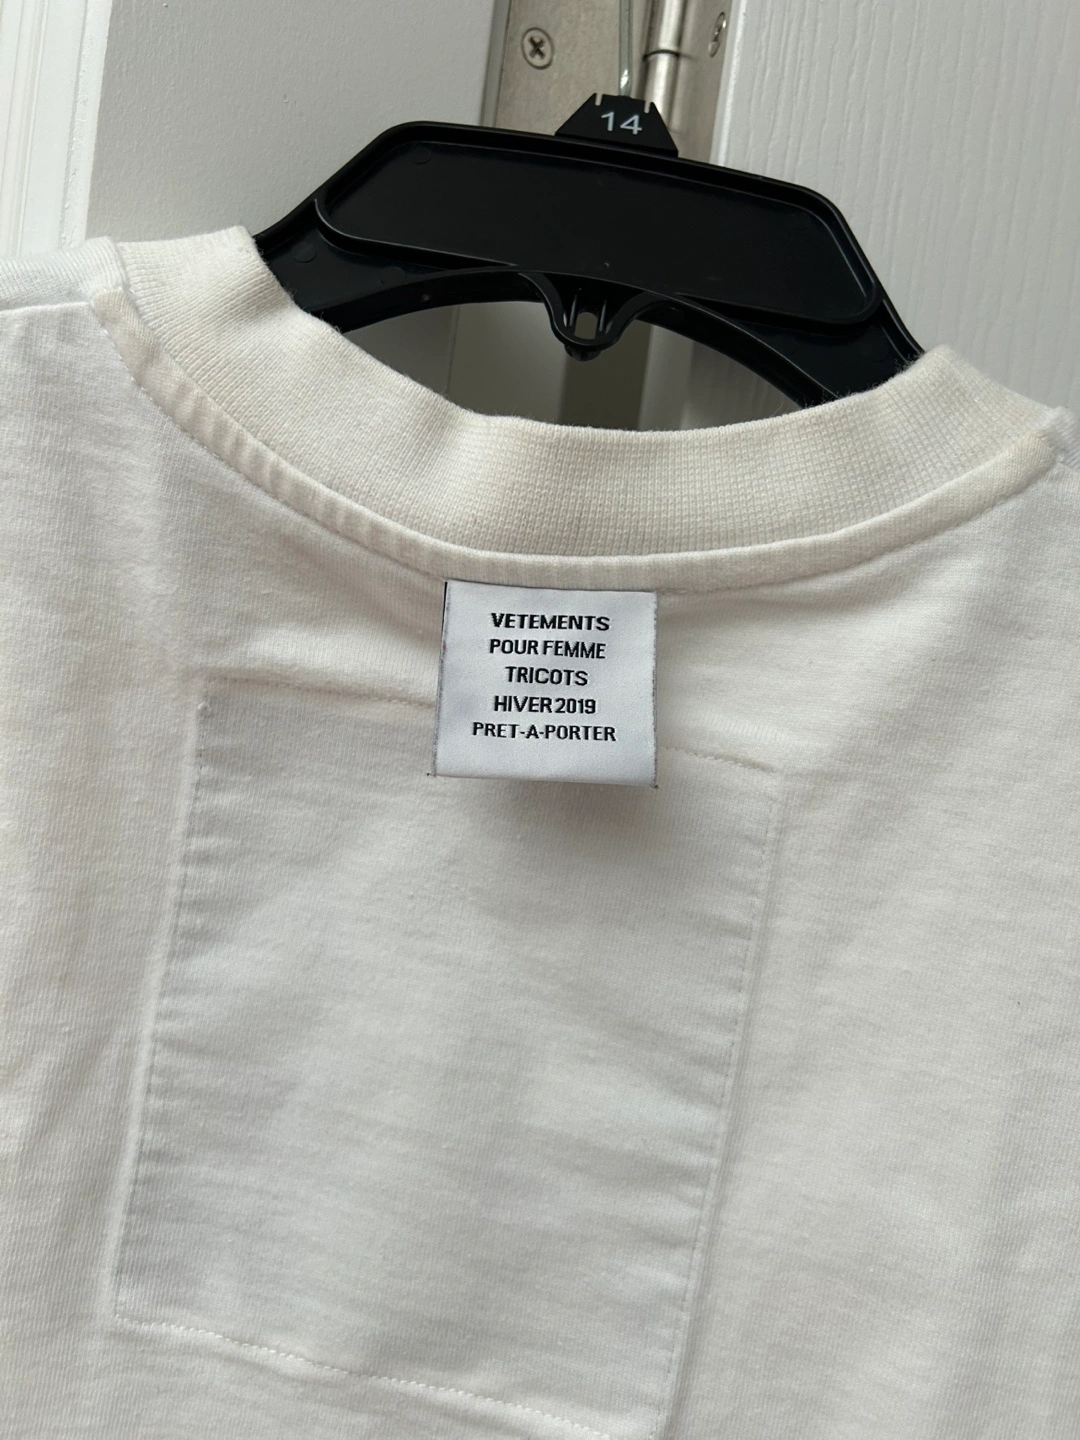 14
VETEMENTS
POUR FEMME
TRICOTS
HIVER 2019
PRET-A-PORTER